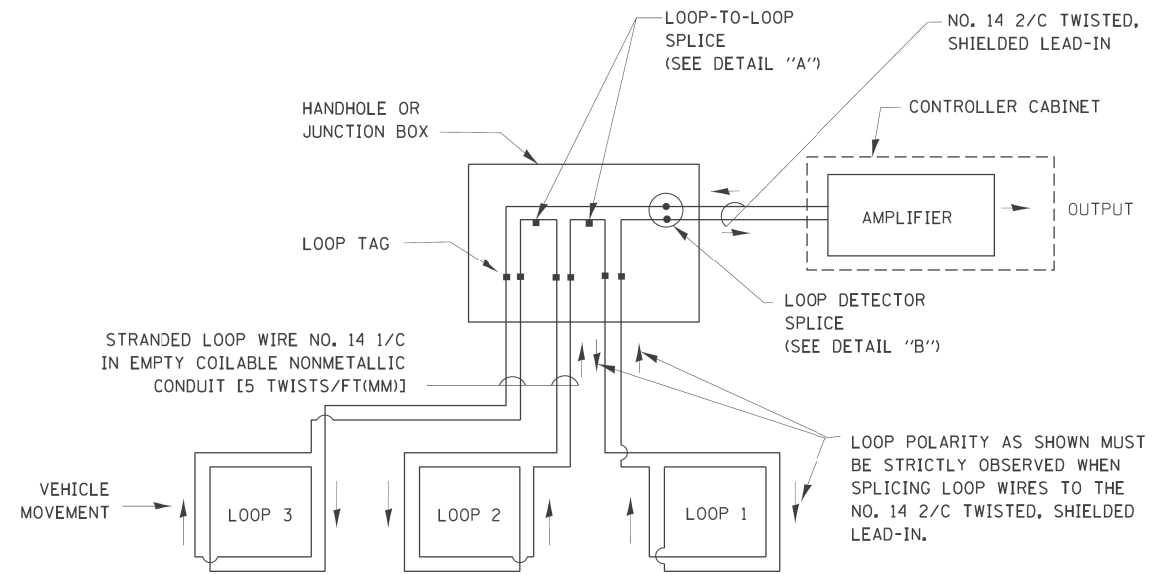 LOOP-TO-LOOP
SPLICE
(SEE DETAIL "A")
NO. 14 2/C TWISTED,
SHIELDED LEAD-IN
HANDHOLE OR
JUNCTION BOX
CONTROLLER CABINET
AMPLIFIER
OUTPUT
LOOP TAG
LOOP DETECTOR
SPLICE
(SEE DETAIL "B")
STRANDED LOOP WIRE NO. 14 1/C
IN EMPTY COILABLE NONMETALLIC
CONDUIT [5 TWISTS/FT(MM)]
LOOP POLARITY AS SHOWN MUST
BE STRICTLY OBSERVED WHEN
SPLICING LOOP WIRES TO THE
NO. 14 2/C TWISTED, SHIELDED
LEAD-IN.
VEHICLE
MOVEMENT
LOOP 3
LOOP 2
LOOP 1